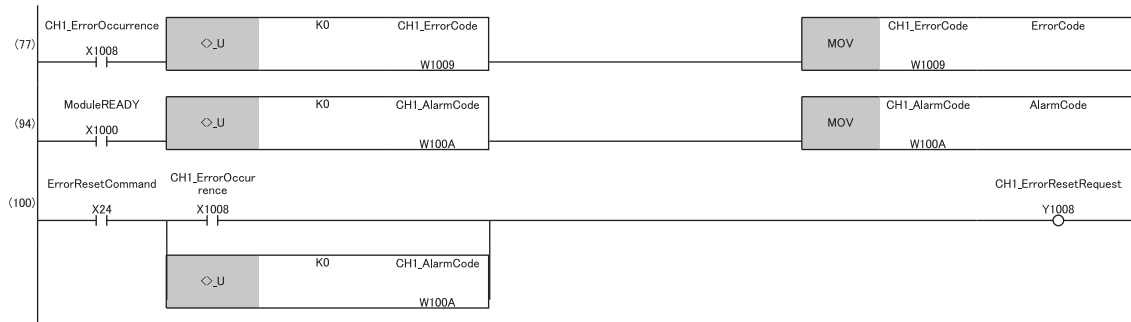 CH1_ErrorOccurrence K0 CH1_ErrorCode CH1_ErrorCode ErrorCode
(77) X1008 <>_U MOV
W1009 W1009
ModuleREADY K0 CH1_AlarmCode CH1_AlarmCode AlarmCode
(94) X1000 <>_U MOV
W100A W100A
ErrorResetCommand CH1_ErrorOccur
rence CH1_ErrorResetRequest
(100) X24 X1008 Y1008
K0 CH1_AlarmCode
<>_U
W100A